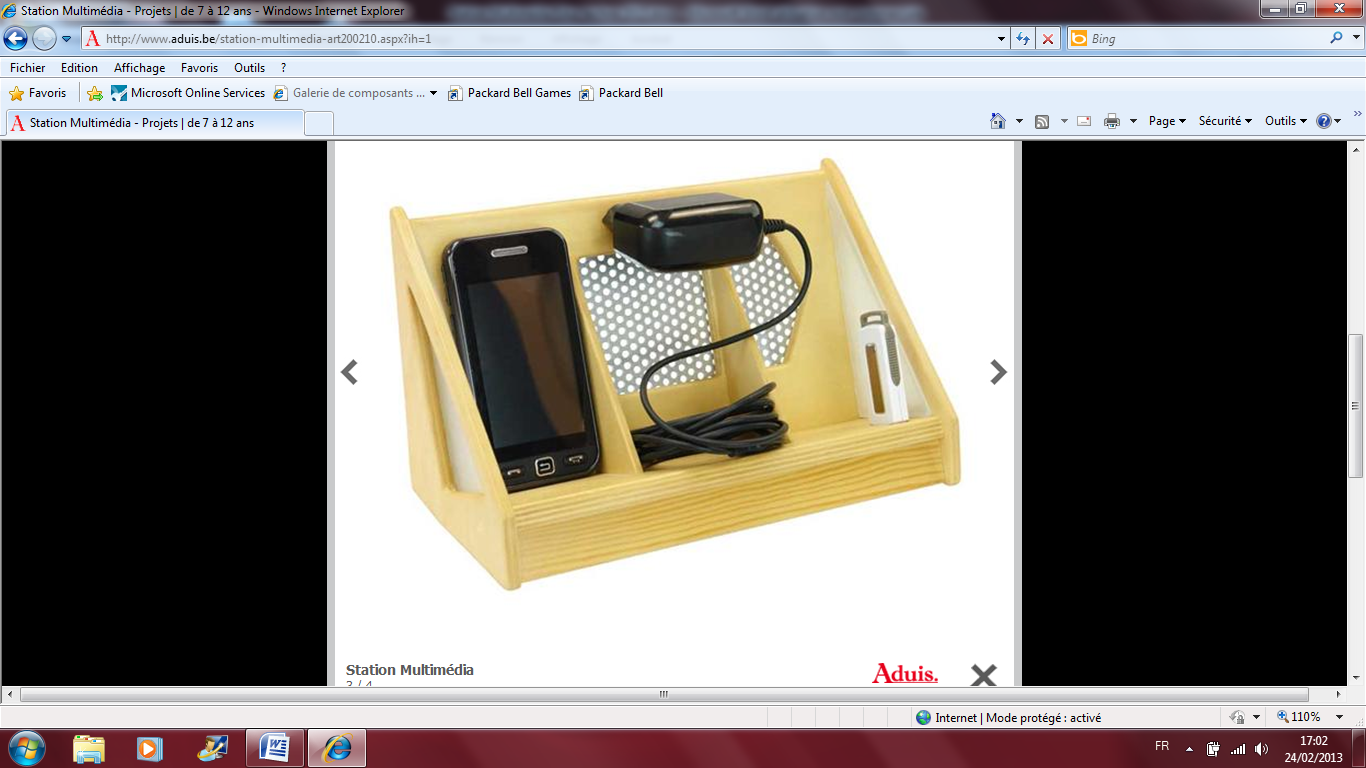 Station Multimédia - Projets | de 7 à 12 ans - Windows Internet Explorer
http://www.aduis.be/station-multimedia-art200210.aspx?ih=1
Bing
Fichier Edition Affichage Favoris Outils ?
Favoris Microsoft Online Services Galerie de composants ... Packard Bell Games Packard Bell
Station Multimédia - Projets | de 7 à 12 ans
Page Sécurité Outils
Station Multimédia
Aduis.
3 / 4
Internet | Mode protégé : activé
110%
FR
17:02
24/02/2013